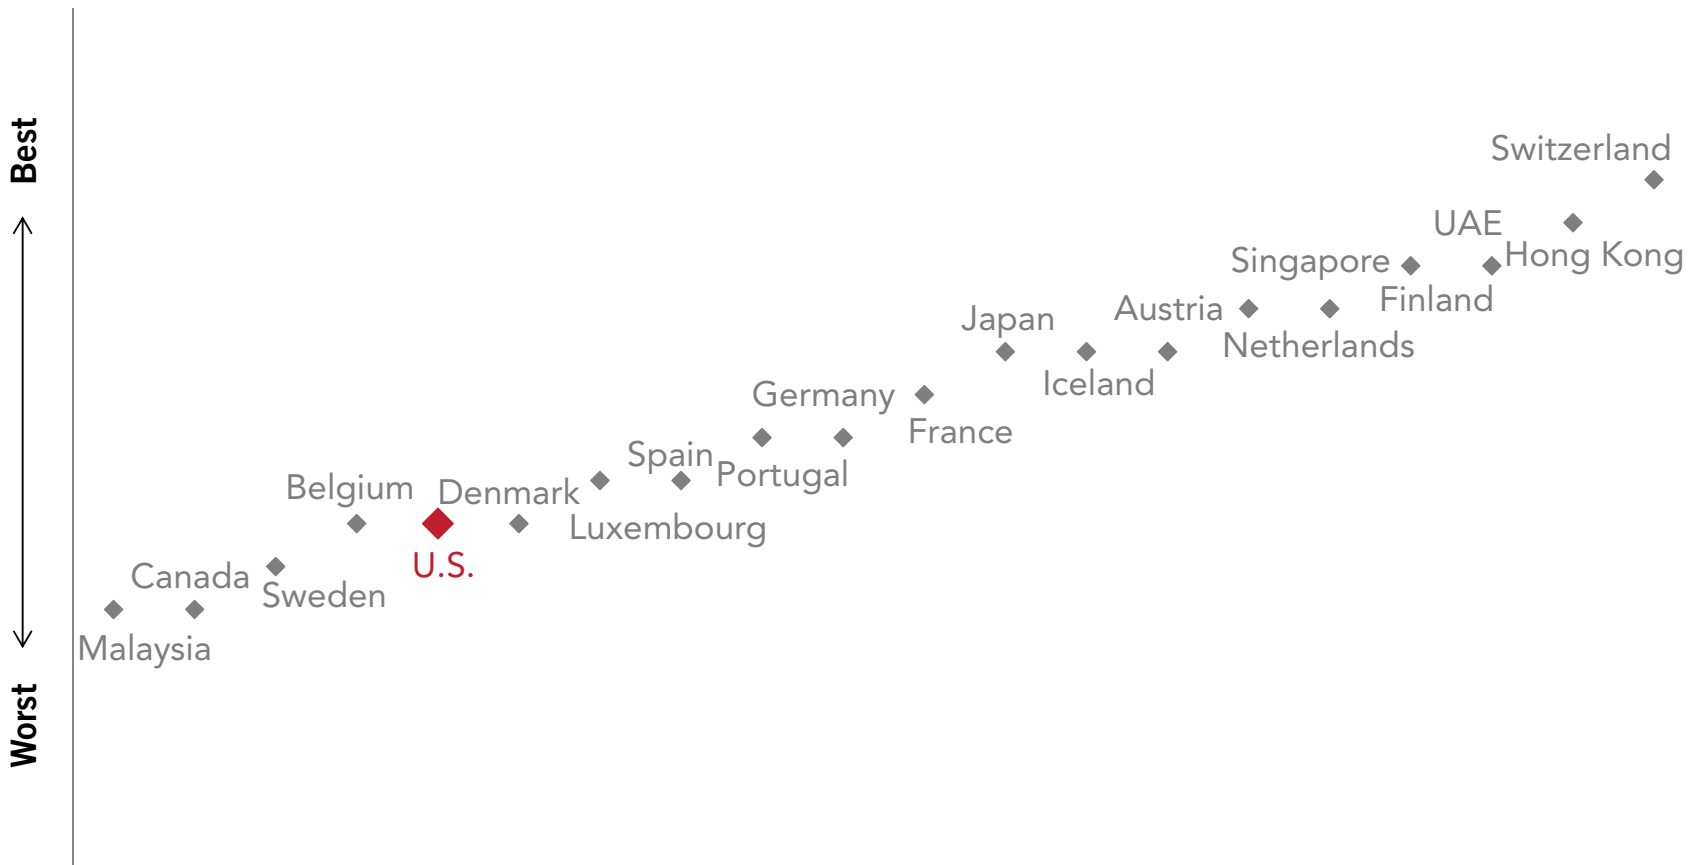 Best
Worst
Switzerland
UAE
Hong Kong
Singapore
Finland
Austria
Netherlands
Japan
Iceland
Germany
France
Spain
Portugal
Belgium
Denmark
Luxembourg
U.S.
Canada
Sweden
Malaysia